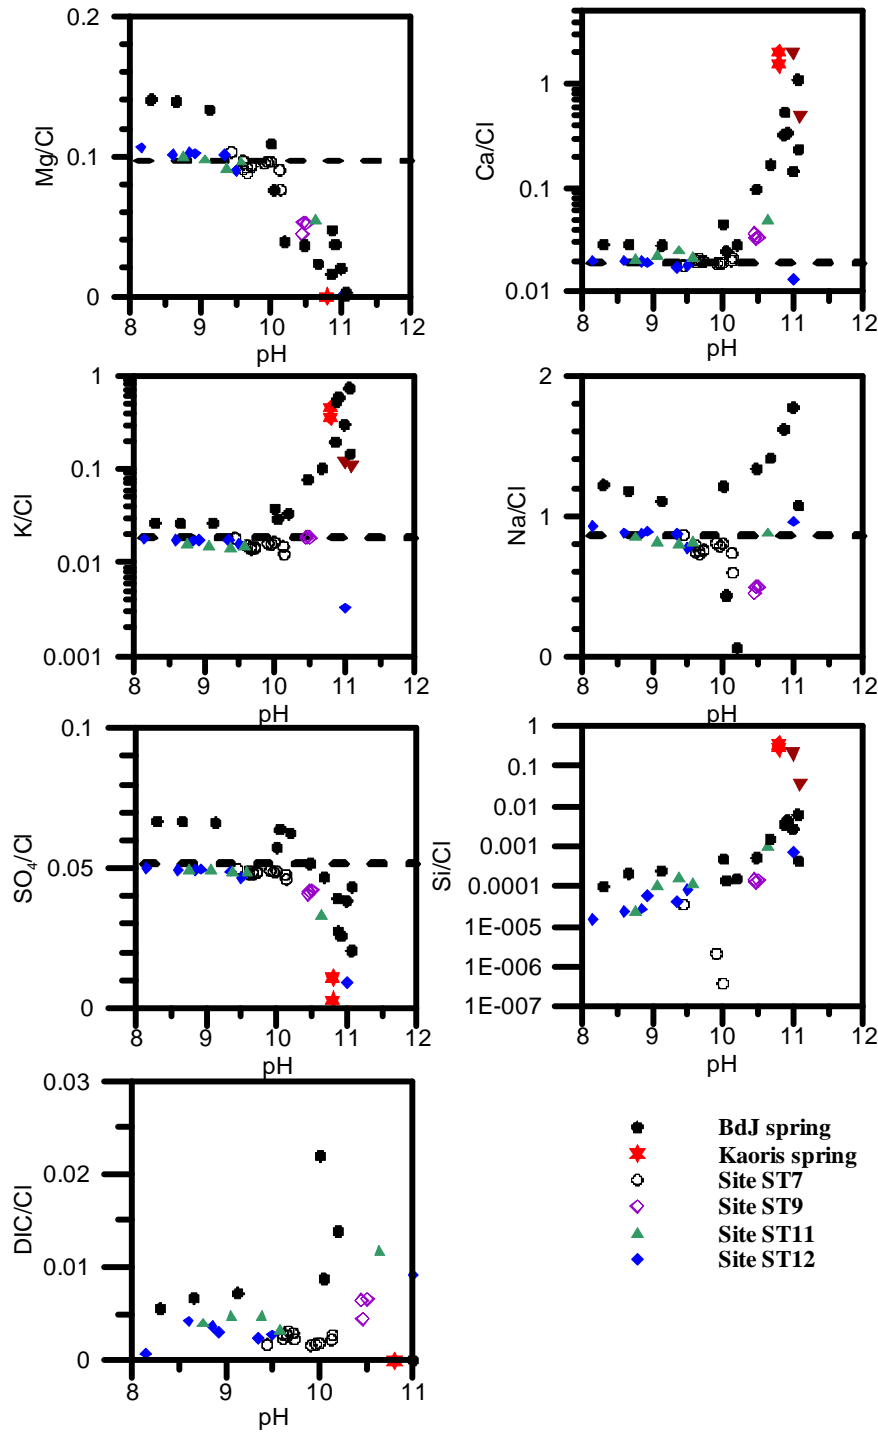 0.2
0.1
0
Mg/Cl
8 9 10 11 12
pH
1
0.1
0.01
Ca/Cl
8 9 10 11 12
pH
1
0.1
0.01
0.001
K/Cl
8 9 10 11 12
pH
2
1
0
Na/Cl
8 9 10 11 12
pH
0.1
0.05
0
SO4/Cl
8 9 10 11 12
pH
1
0.1
0.01
0.001
0.0001
1E-005
1E-006
1E-007
Si/Cl
8 9 10 11 12
pH
0.03
0.02
0.01
0
DIC/Cl
8 9 10 11
pH
BdJ spring
Kaoris spring
Site ST7
Site ST9
Site ST11
Site ST12